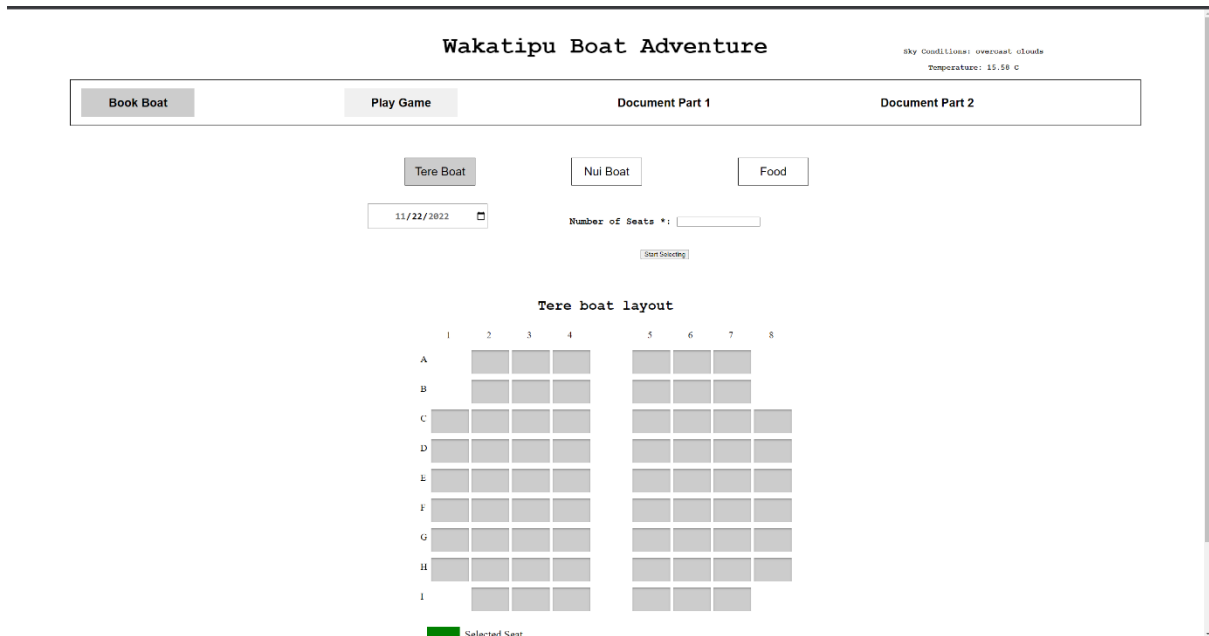 Wakatipu Boat Adventure
Sky Conditions: overcast clouds
Temperature: 15.58 C
Book Boat Play Game Document Part 1 Document Part 2
Tere Boat Nui Boat Food
11/22/2022 Number of Seats *:
Start Selecting
Tere boat layout
1 2 3 4 5 6 7 8
A
B
C
D
E
F
G
H
I
Selected Seat